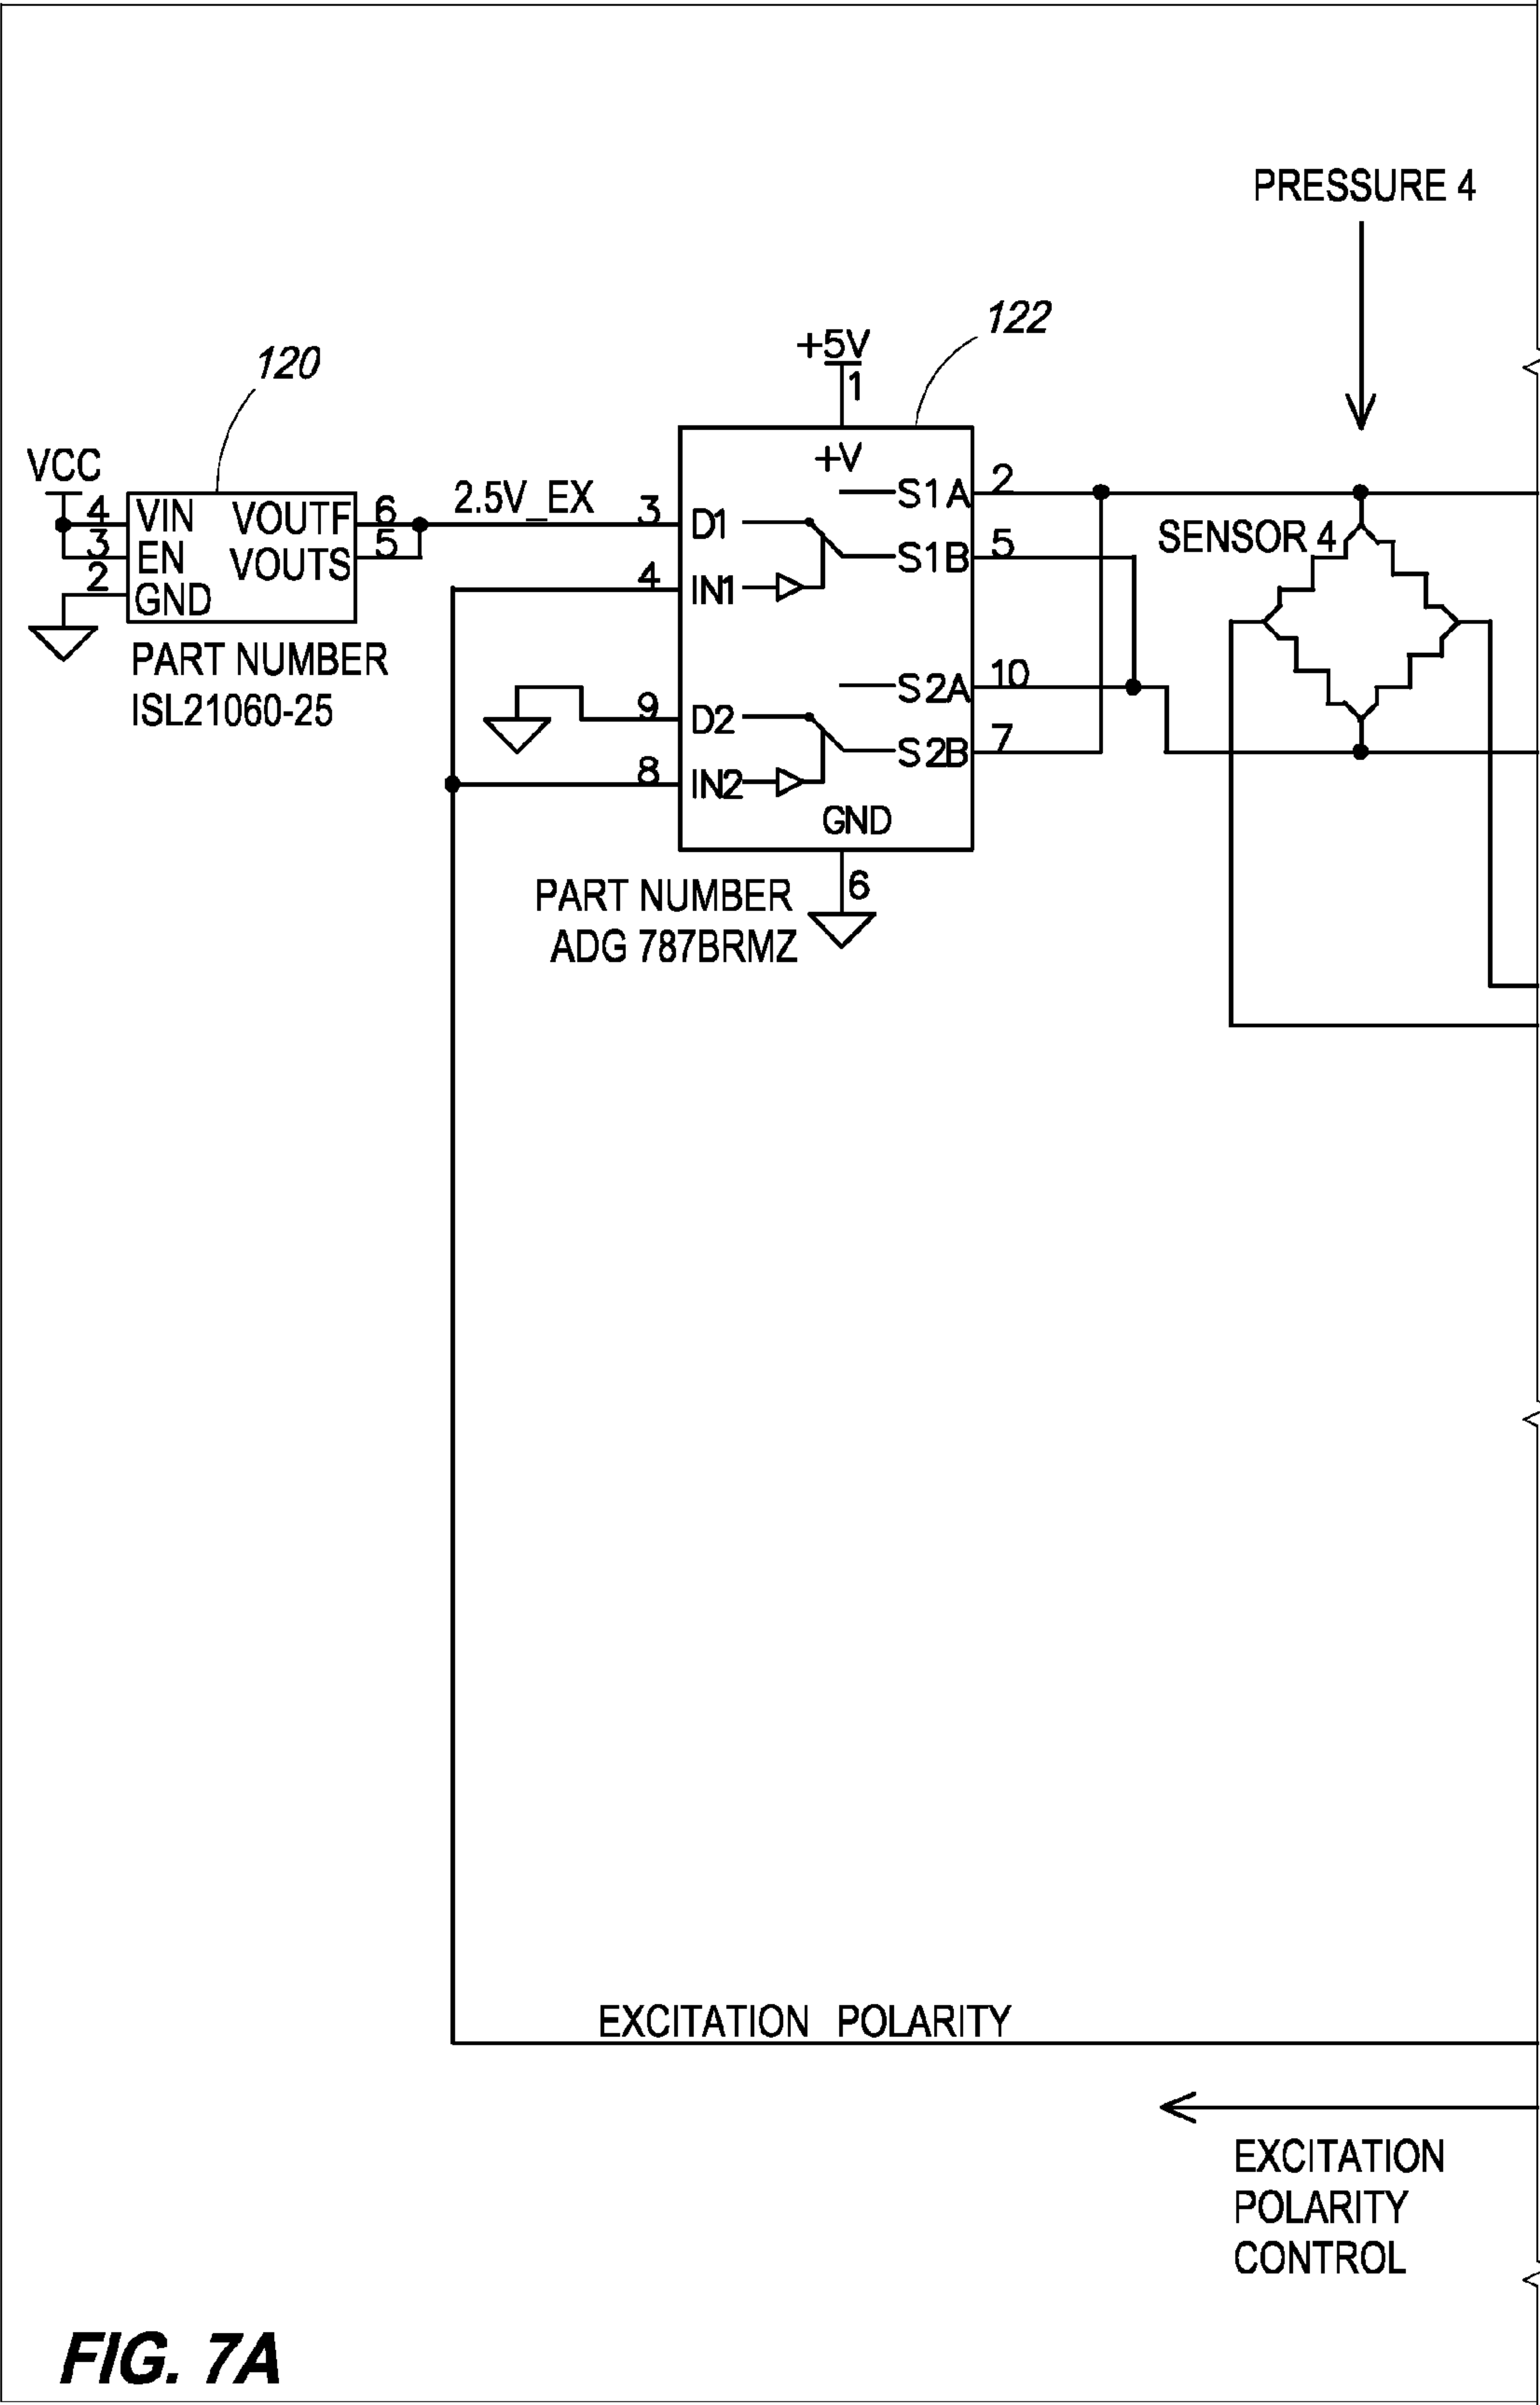 PRESSURE 4
122
+5V
120
1
VCC
+V
4 VIN VOUTF 6
2.5V_EX
3 D1
S1A 2
3 EN VOUTS 5
S1B 5
SENSOR 4
2 GND
4 IN1
PART NUMBER
ISL21060-25
S2A 10
9 D2
S2B 7
8 IN2
GND
6
PART NUMBER
ADG 787BRMZ
EXCITATION POLARITY
EXCITATION
POLARITY
CONTROL
FIG. 7A